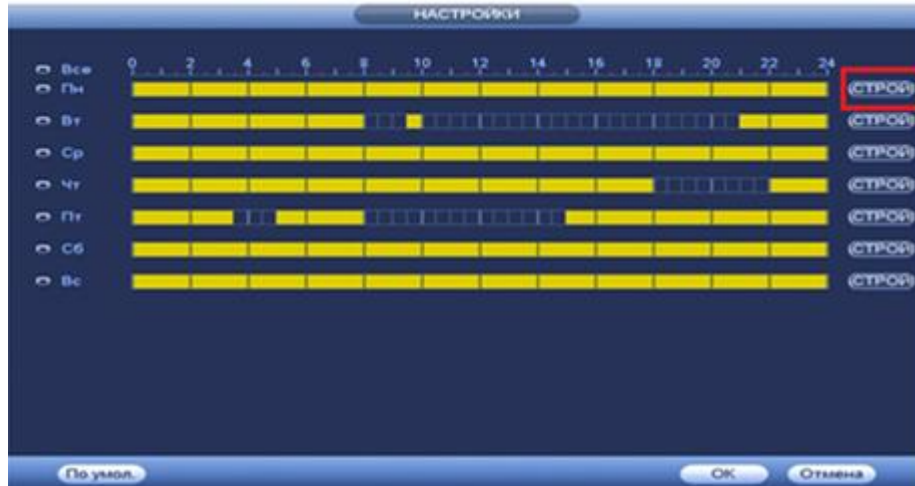 НАСТРОЙКИ
Все 0 2 4 6 8 10 12 14 16 18 20 22 24
Пн (СТРОЙ)
Вт (СТРОЙ)
Ср (СТРОЙ)
Чт (СТРОЙ)
Пт (СТРОЙ)
Сб (СТРОЙ)
Вс (СТРОЙ)
По умол. OK Отмена